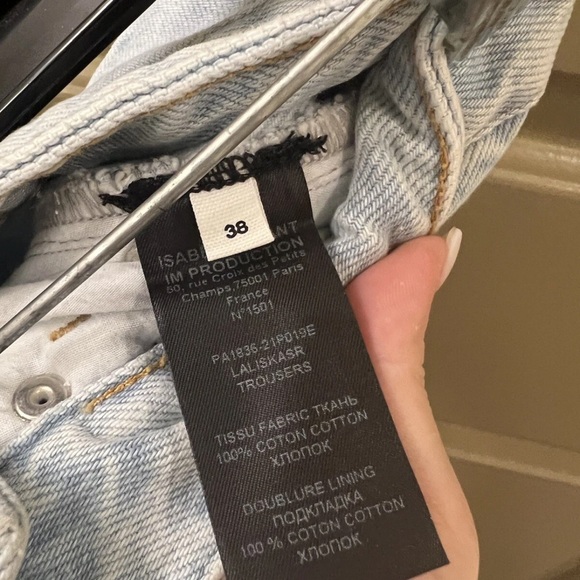 38
IM PRODUCTION
50, rue Croix des Petits
Champs, 75001 Paris
France
N°1501
PA1836-21P019E
LALISKASR
TROUSERS
TISSU FABRIC ТКАНЬ
100% COTON COTTON
ХЛОПОК
DOUBLURE LINING
ПОДКЛАДКА
100 % COTON COTTON
ХЛОПОК